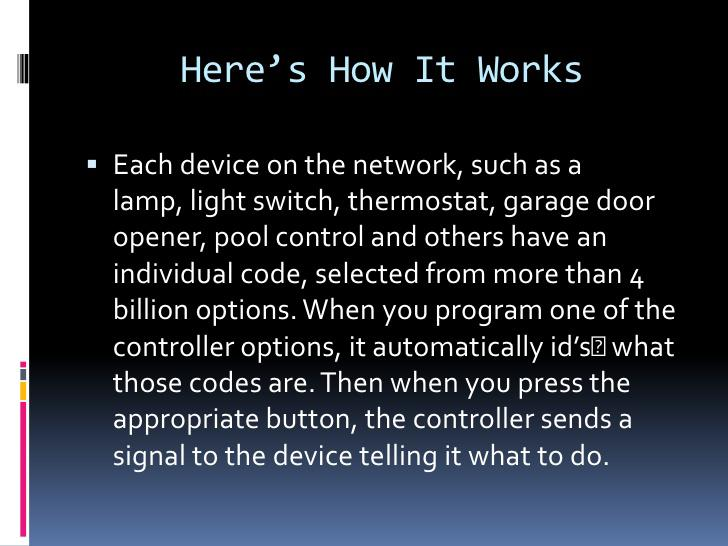 Here’s How It Works
▪ Each device on the network, such as a
lamp, light switch, thermostat, garage door
opener, pool control and others have an
individual code, selected from more than 4
billion options. When you program one of the
controller options, it automatically id’s⍰ what
those codes are. Then when you press the
appropriate button, the controller sends a
signal to the device telling it what to do.